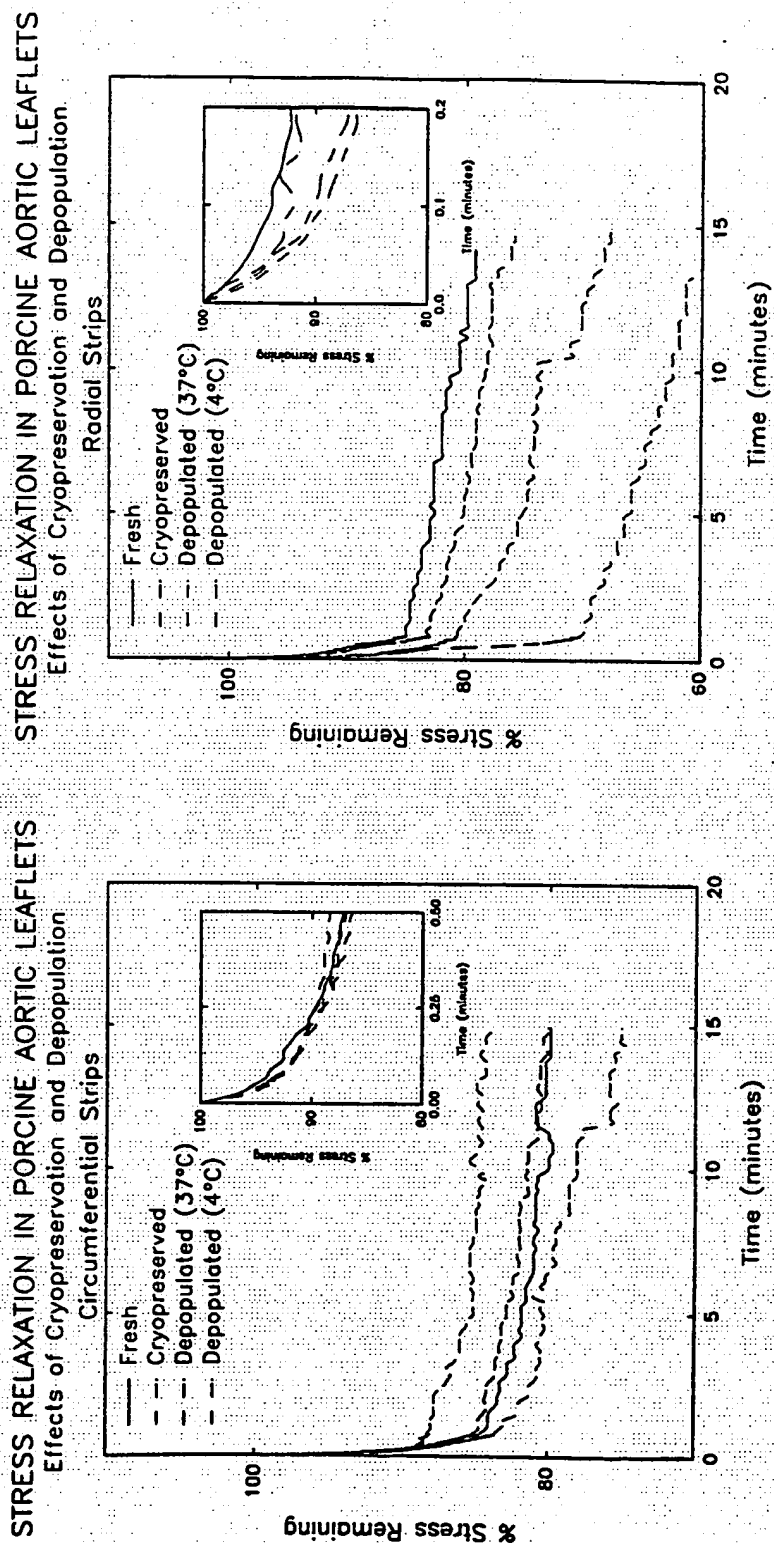 STRESS RELAXATION IN PORCINE AORTIC LEAFLETS
Effects of Cryopreservation and Depopulation
Circumferential Strips
Fresh
Cryopreserved
Depopulated (37°C)
Depopulated (4°C)
100
90
80
% Stress Remaining
0.00
0.25
0.50
Time (minutes)
100
80
% Stress Remaining
0
5
10
15
20
Time (minutes)
STRESS RELAXATION IN PORCINE AORTIC LEAFLETS
Effects of Cryopreservation and Depopulation.
Radial Strips
Fresh
Cryopreserved
Depopulated (37°C)
Depopulated (4°C)
100
90
80
% Stress Remaining
0.0
0.1
0.2
Time (minutes)
100
80
60
% Stress Remaining
0
5
10
15
20
Time (minutes)